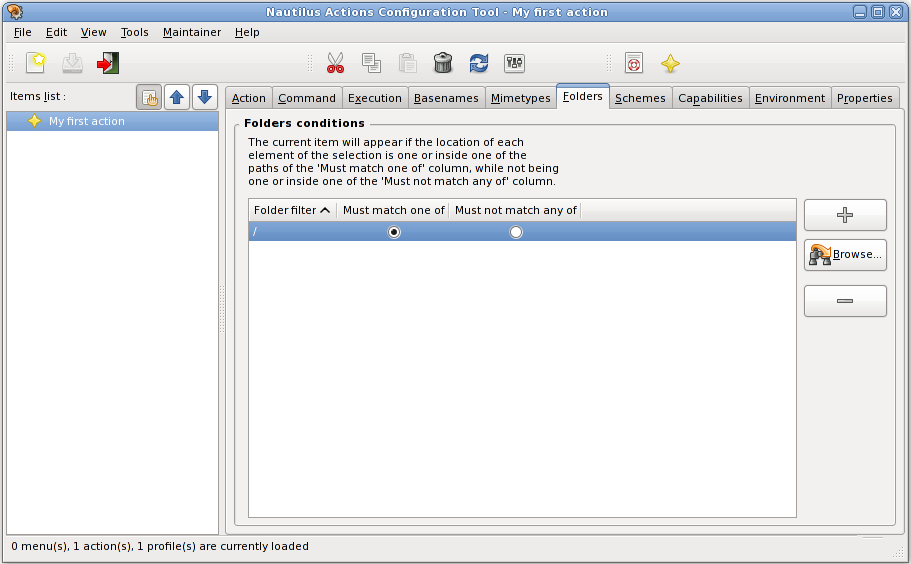 Nautilus Actions Configuration Tool - My first action
File Edit View Tools Maintainer Help
Items list :
Action Command Execution Basenames Mimetypes Folders Schemes Capabilities Environment Properties
My first action
Folders conditions
The current item will appear if the location of each
element of the selection is one or inside one of the
paths of the 'Must match one of' column, while not being
one or inside one of the 'Must not match any of' column.
Folder filter Must match one of Must not match any of
/
Browse...
0 menu(s), 1 action(s), 1 profile(s) are currently loaded